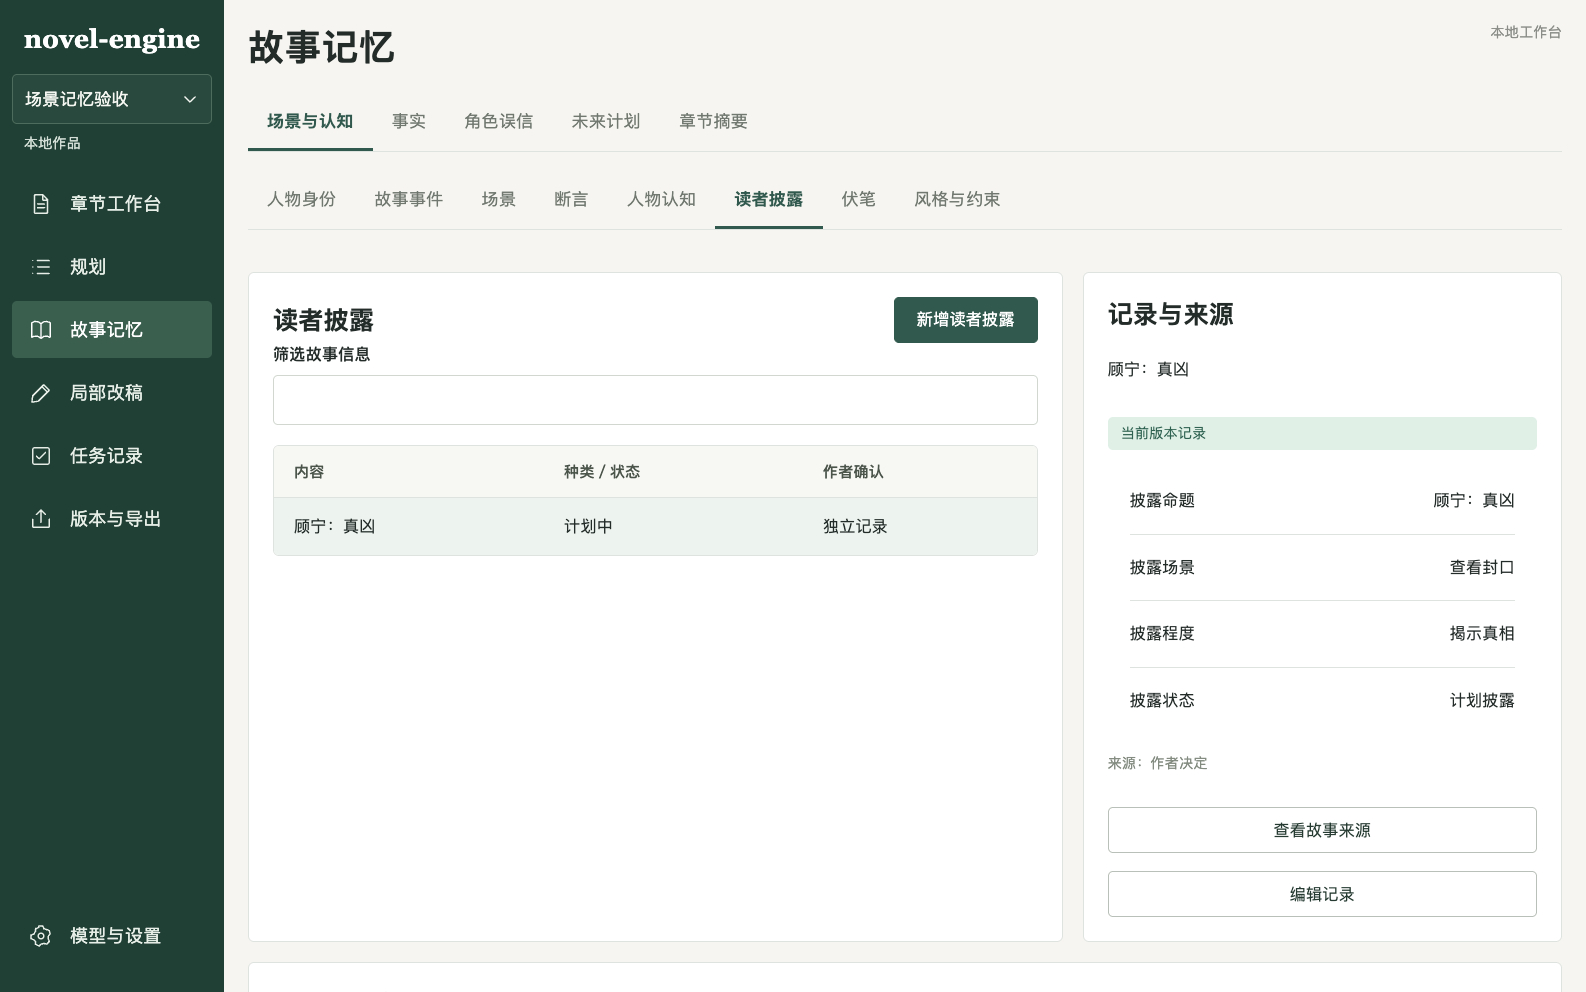 novel-engine
场景记忆验收
本地作品
章节工作台
规划
故事记忆
局部改稿
任务记录
版本与导出
模型与设置
故事记忆
本地工作台
场景与认知 事实 角色误信 未来计划 章节摘要
人物身份 故事事件 场景 断言 人物认知 读者披露 伏笔 风格与约束
读者披露
新增读者披露
筛选故事信息
内容 种类 / 状态 作者确认
顾宁：真凶 计划中 独立记录
记录与来源
顾宁：真凶
当前版本记录
披露命题 顾宁：真凶
披露场景 查看封口
披露程度 揭示真相
披露状态 计划披露
来源：作者决定
查看故事来源
编辑记录